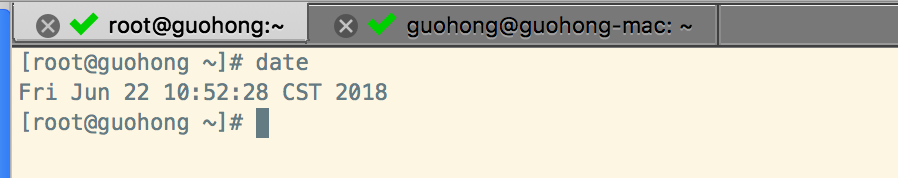 root@guohong:~ guohong@guohong-mac: ~
[root@guohong ~]# date
Fri Jun 22 10:52:28 CST 2018
[root@guohong ~]#